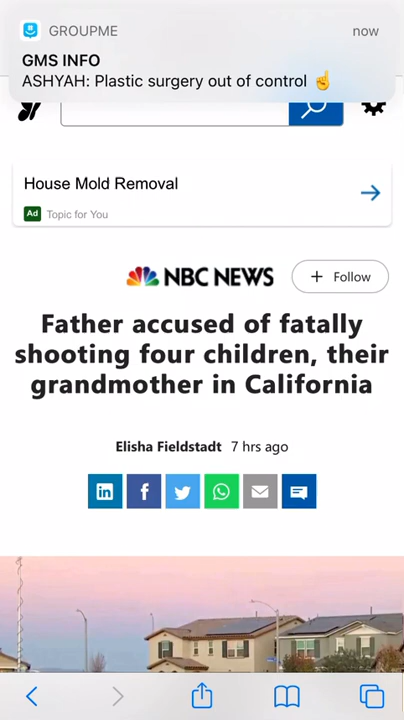 GROUPME now
GMS INFO
ASHYAH: Plastic surgery out of control ☝️
House Mold Removal
Ad Topic for You
NBC NEWS
+ Follow
Father accused of fatally
shooting four children, their
grandmother in California
Elisha Fieldstadt 7 hrs ago